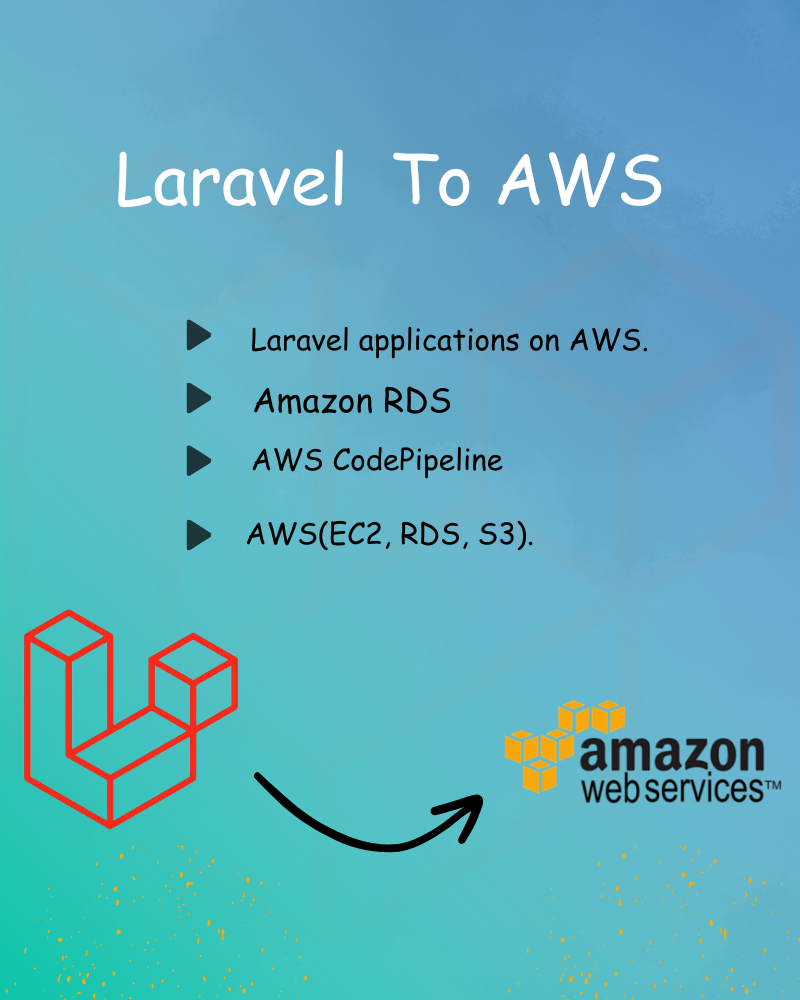 Laravel To AWS
Laravel applications on AWS.
Amazon RDS
AWS CodePipeline
AWS(EC2, RDS, S3).
amazon
web services™